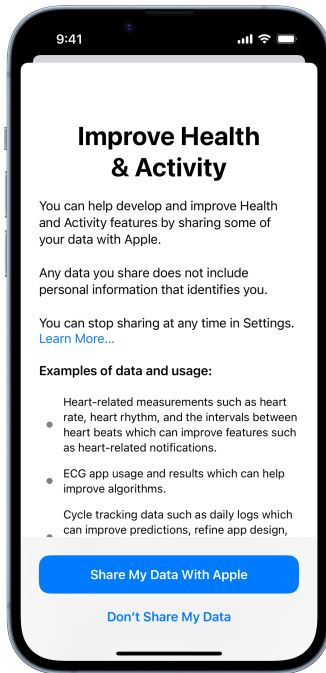 9:41
Improve Health
& Activity
You can help develop and improve Health
and Activity features by sharing some of
your data with Apple.
Any data you share does not include
personal information that identifies you.
You can stop sharing at any time in Settings.
Learn More...
Examples of data and usage:
Heart-related measurements such as heart
rate, heart rhythm, and the intervals between
heart beats which can improve features such
as heart-related notifications.
ECG app usage and results which can help
improve algorithms.
Cycle tracking data such as daily logs which
can improve predictions, refine app design,
Share My Data With Apple
Don’t Share My Data